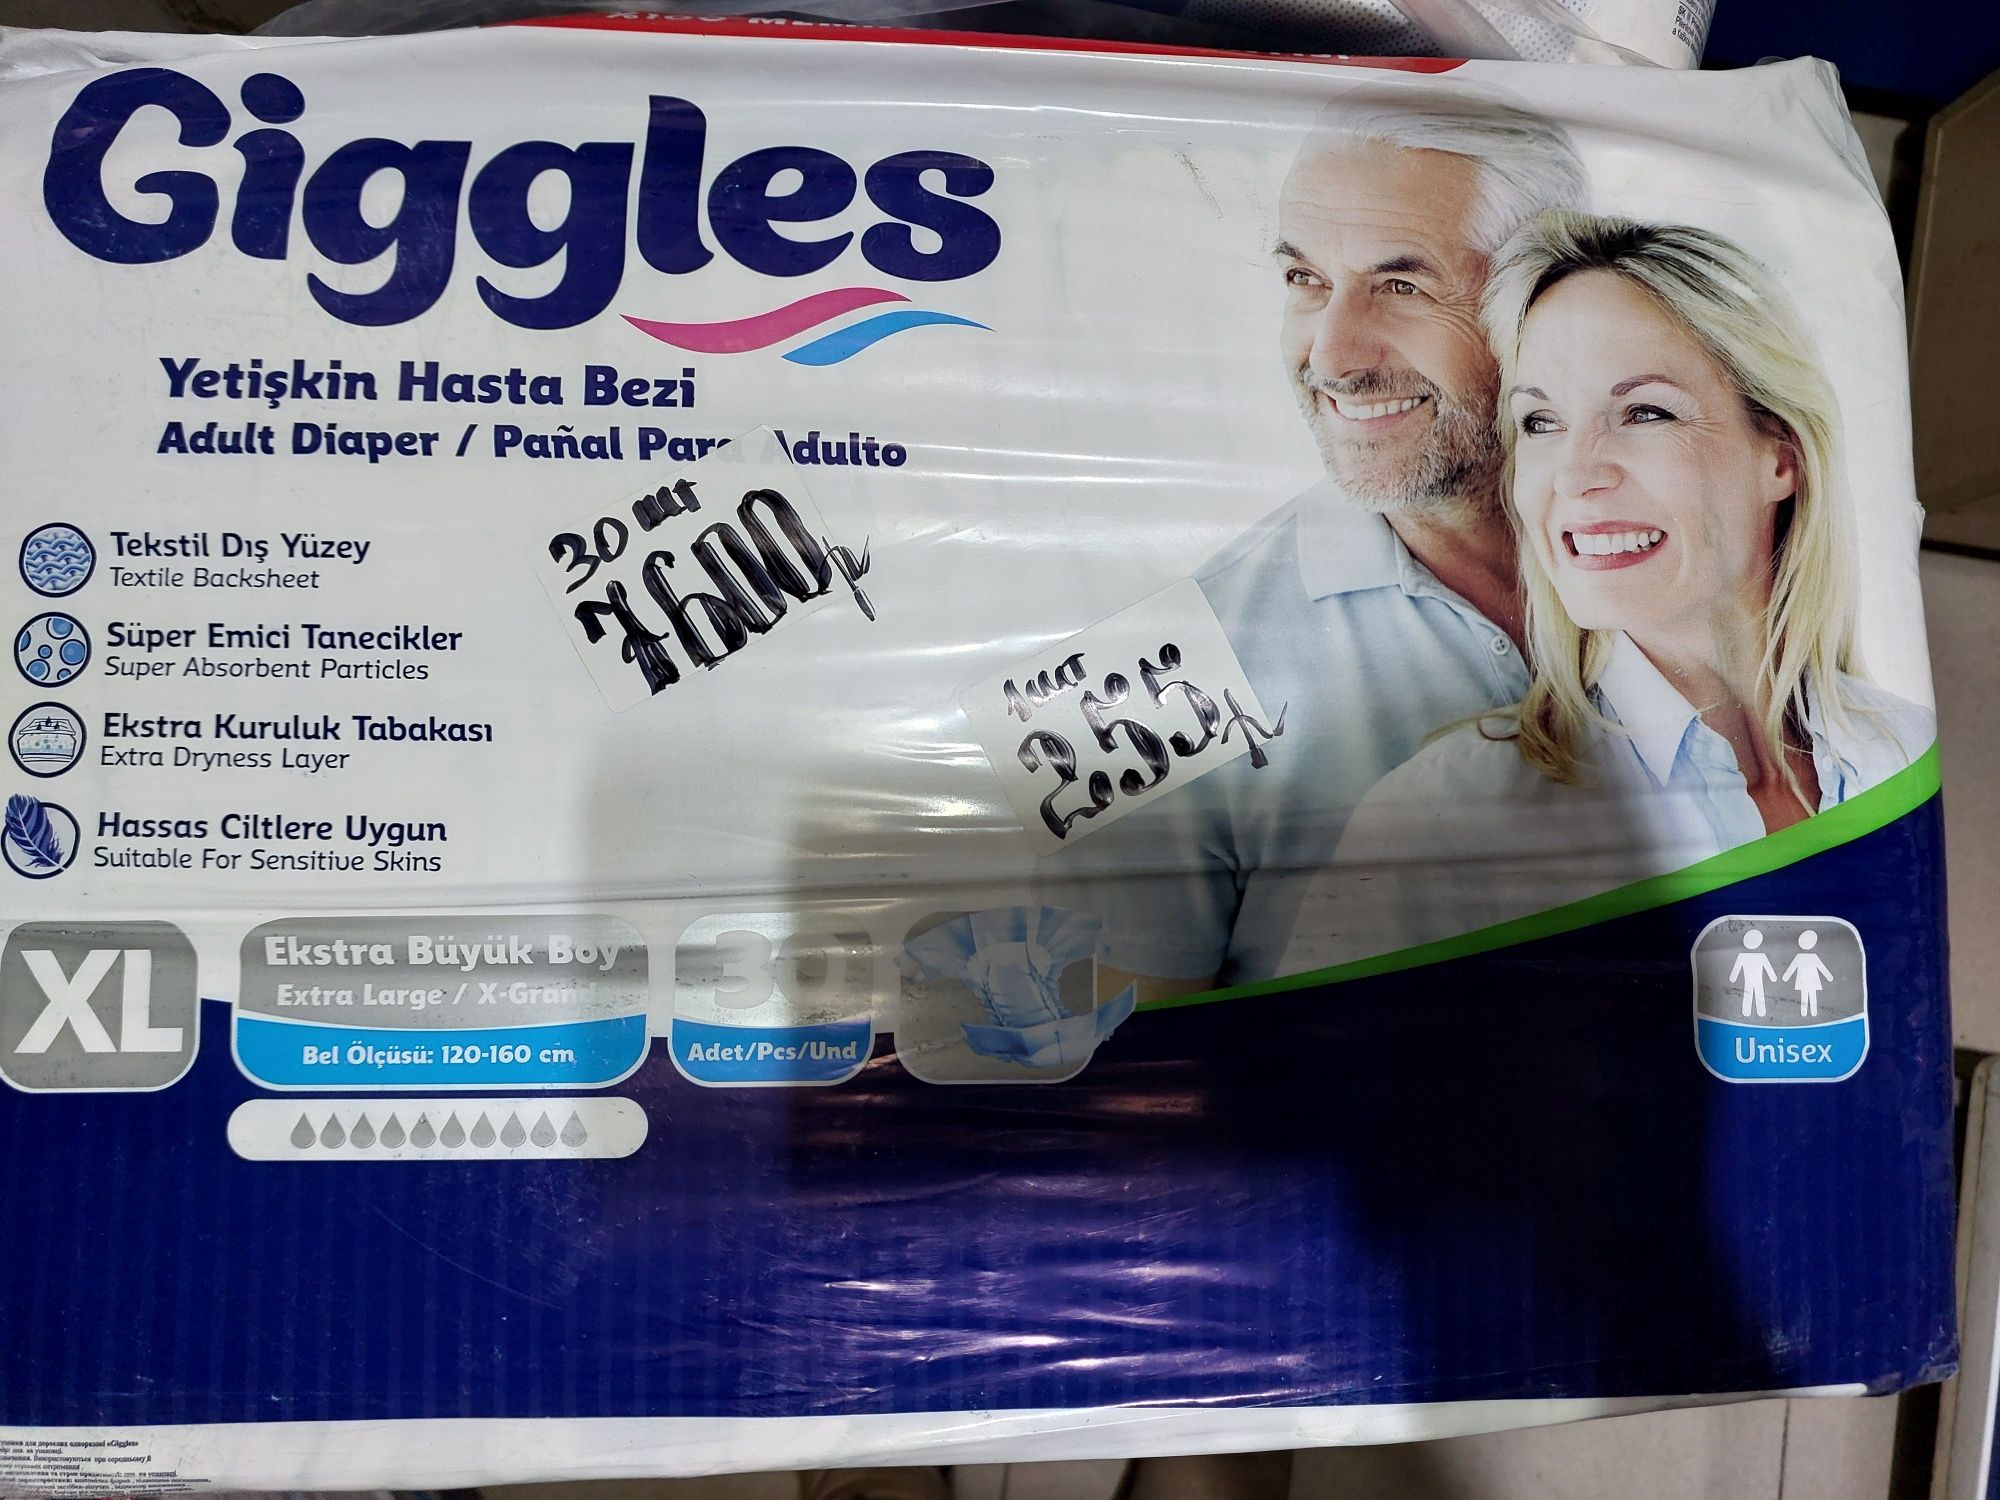 Giggles
Yetişkin Hasta Bezi
Adult Diaper / Pañal Para Adulto
30 шт
7600
1 шт
255
Tekstil Dış Yüzey
Textile Backsheet
Süper Emici Tanecikler
Super Absorbent Particles
Ekstra Kuruluk Tabakası
Extra Dryness Layer
Hassas Ciltlere Uygun
Suitable For Sensitive Skins
XL
Ekstra Büyük Boy
Extra Large / X-Grand
Bel Ölçüsü: 120-160 cm
30
Adet/Pcs/Und
Unisex